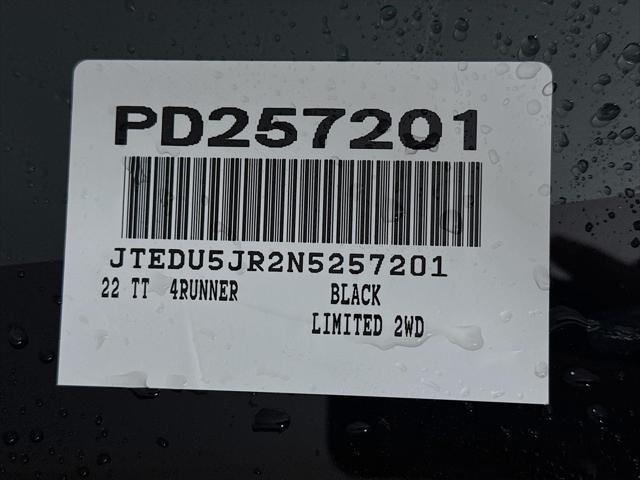 PD257201
JTEDU5JR2N5257201
22 TT 4RUNNER BLACK
LIMITED 2WD